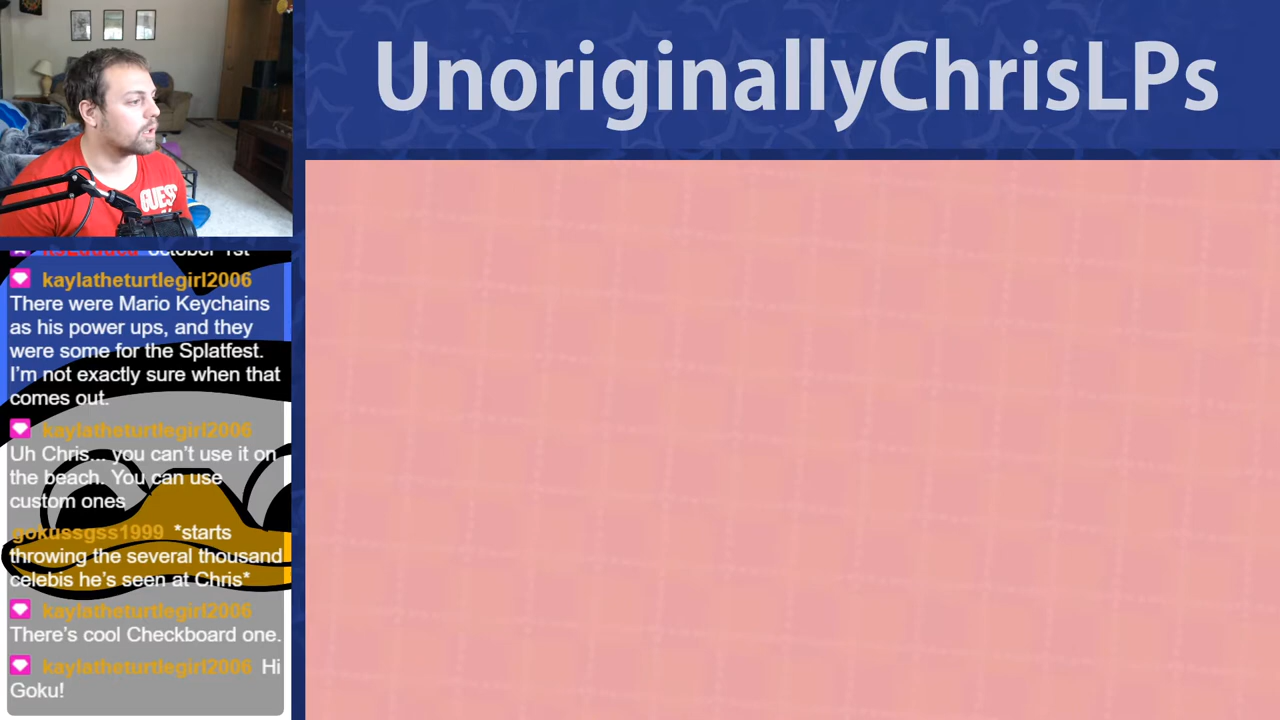 UnoriginallyChrisLPs
GUESS
october 1st
kaylatheturtlegirl2006
There were Mario Keychains
as his power ups, and they
were some for the Splatfest.
I'm not exactly sure when that
comes out.
kaylatheturtlegirl2006
Uh Chris... you can't use it on
the beach. You can use
custom ones
gokussgss1999 *starts
throwing the several thousand
celebis he's seen at Chris*
kaylatheturtlegirl2006
There's cool Checkboard one.
kaylatheturtlegirl2006 Hi
Goku!